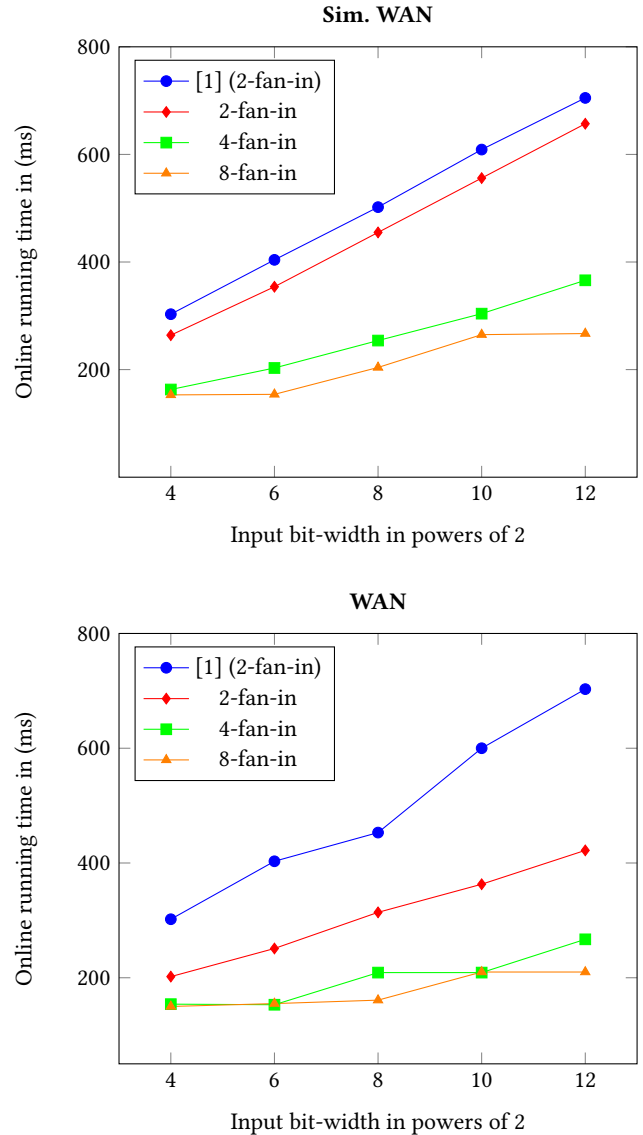 Sim. WAN
800
600
400
200
Online running time in (ms)
[1] (2-fan-in)
2-fan-in
4-fan-in
8-fan-in
4 6 8 10 12
Input bit-width in powers of 2
WAN
800
600
400
200
Online running time in (ms)
[1] (2-fan-in)
2-fan-in
4-fan-in
8-fan-in
4 6 8 10 12
Input bit-width in powers of 2